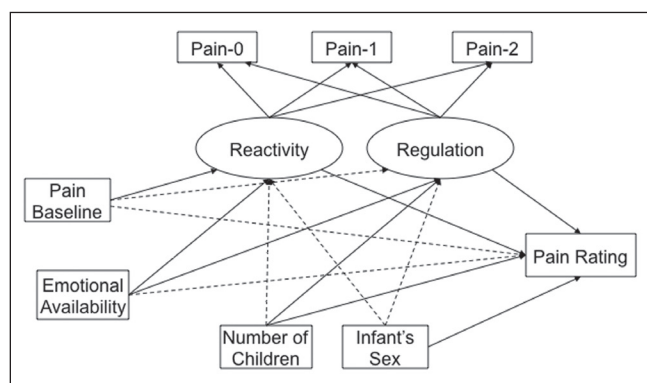 Pain-0 Pain-1 Pain-2
Reactivity Regulation
Pain
Baseline
Pain Rating
Emotional
Availability
Number of
Children
Infant's
Sex